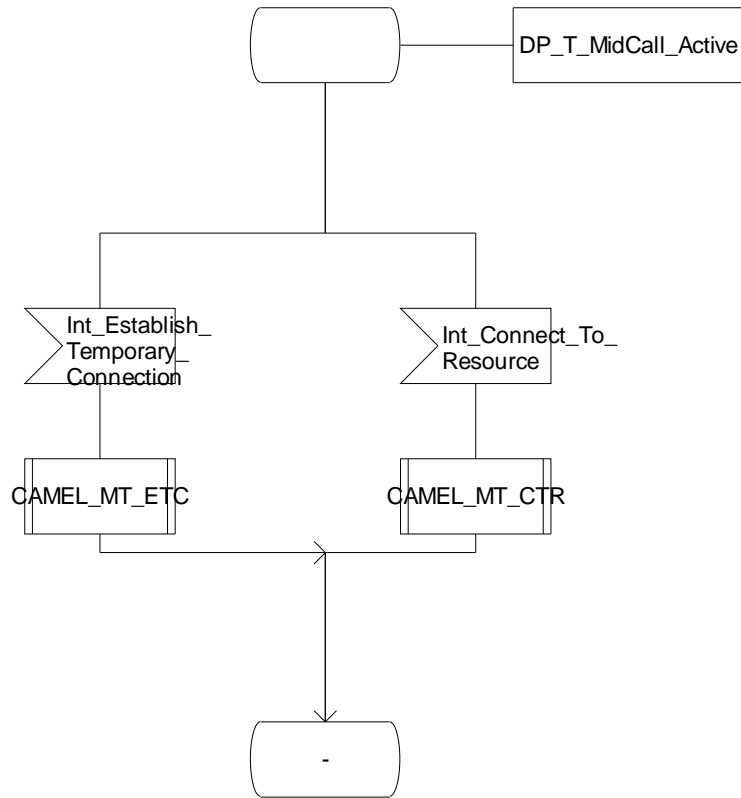 DP_T_MidCall_Active
Int_Establish_
Temporary_
Connection
Int_Connect_To_
Resource
CAMEL_MT_ETC
CAMEL_MT_CTR
-